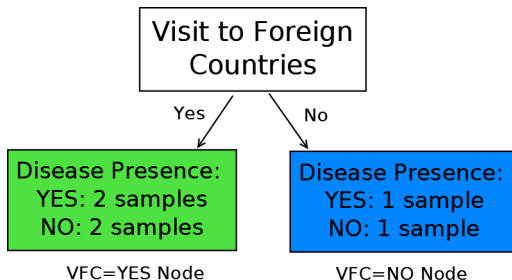 Visit to Foreign
Countries
Yes
No
Disease Presence:
YES: 2 samples
NO: 2 samples
Disease Presence:
YES: 1 sample
NO: 1 sample
VFC=YES Node
VFC=NO Node